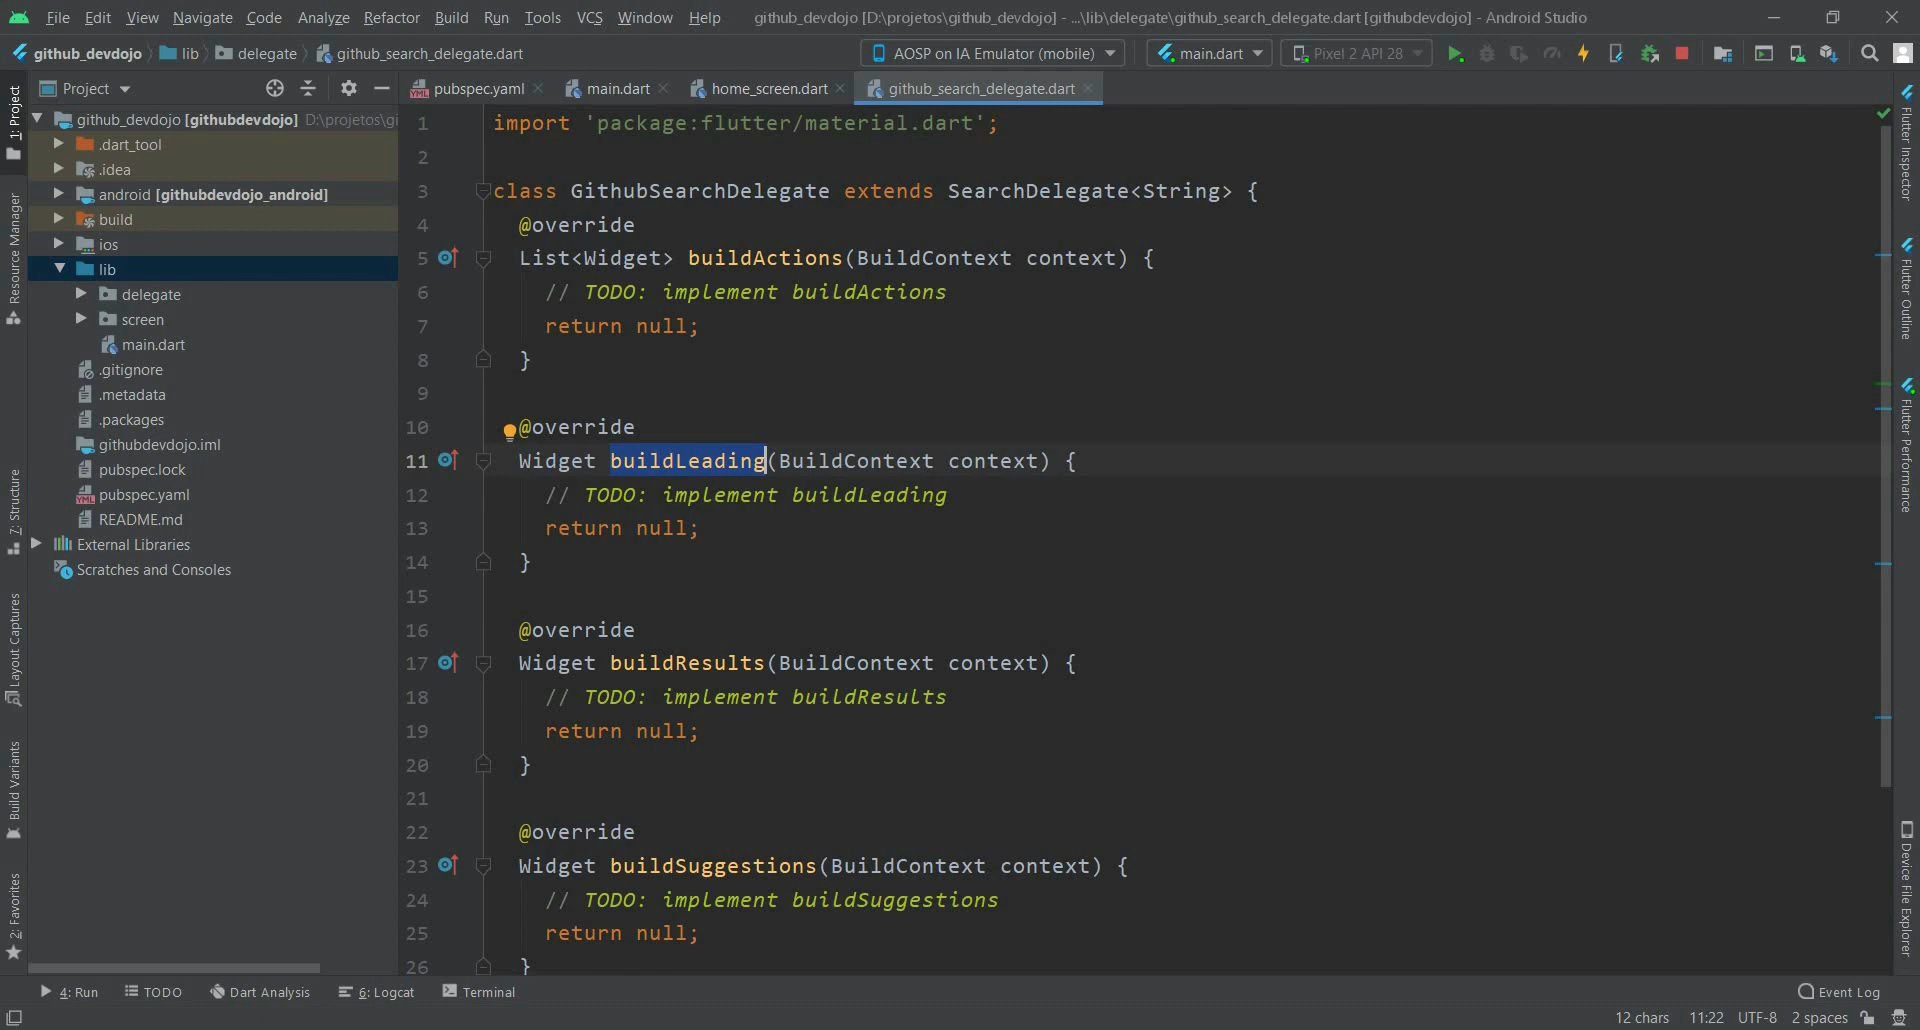 File Edit View Navigate Code Analyze Refactor Build Run Tools VCS Window Help github_devdojo [D:\projetos\github_devdojo] - ...\lib\delegate\github_search_delegate.dart [githubdevdojo] - Android Studio
github_devdojo lib delegate github_search_delegate.dart AOSP on IA Emulator (mobile) main.dart Pixel 2 API 28
Project pubspec.yaml main.dart home_screen.dart github_search_delegate.dart
github_devdojo [githubdevdojo] D:\projetos\gi
.dart_tool
.idea
android [githubdevdojo_android]
build
ios
lib
delegate
screen
main.dart
.gitignore
.metadata
.packages
githubdevdojo.iml
pubspec.lock
pubspec.yaml
README.md
External Libraries
Scratches and Consoles
1: Project
Resource Manager
7: Structure
Layout Captures
Build Variants
2: Favorites
1 import 'package:flutter/material.dart';
2
3 class GithubSearchDelegate extends SearchDelegate<String> {
4 @override
5 List<Widget> buildActions(BuildContext context) {
6 // TODO: implement buildActions
7 return null;
8 }
9
10 @override
11 Widget buildLeading(BuildContext context) {
12 // TODO: implement buildLeading
13 return null;
14 }
15
16 @override
17 Widget buildResults(BuildContext context) {
18 // TODO: implement buildResults
19 return null;
20 }
21
22 @override
23 Widget buildSuggestions(BuildContext context) {
24 // TODO: implement buildSuggestions
25 return null;
26 }
Flutter Inspector
Flutter Outline
Flutter Performance
Device File Explorer
4: Run TODO Dart Analysis 6: Logcat Terminal Event Log
12 chars 11:22 UTF-8 2 spaces